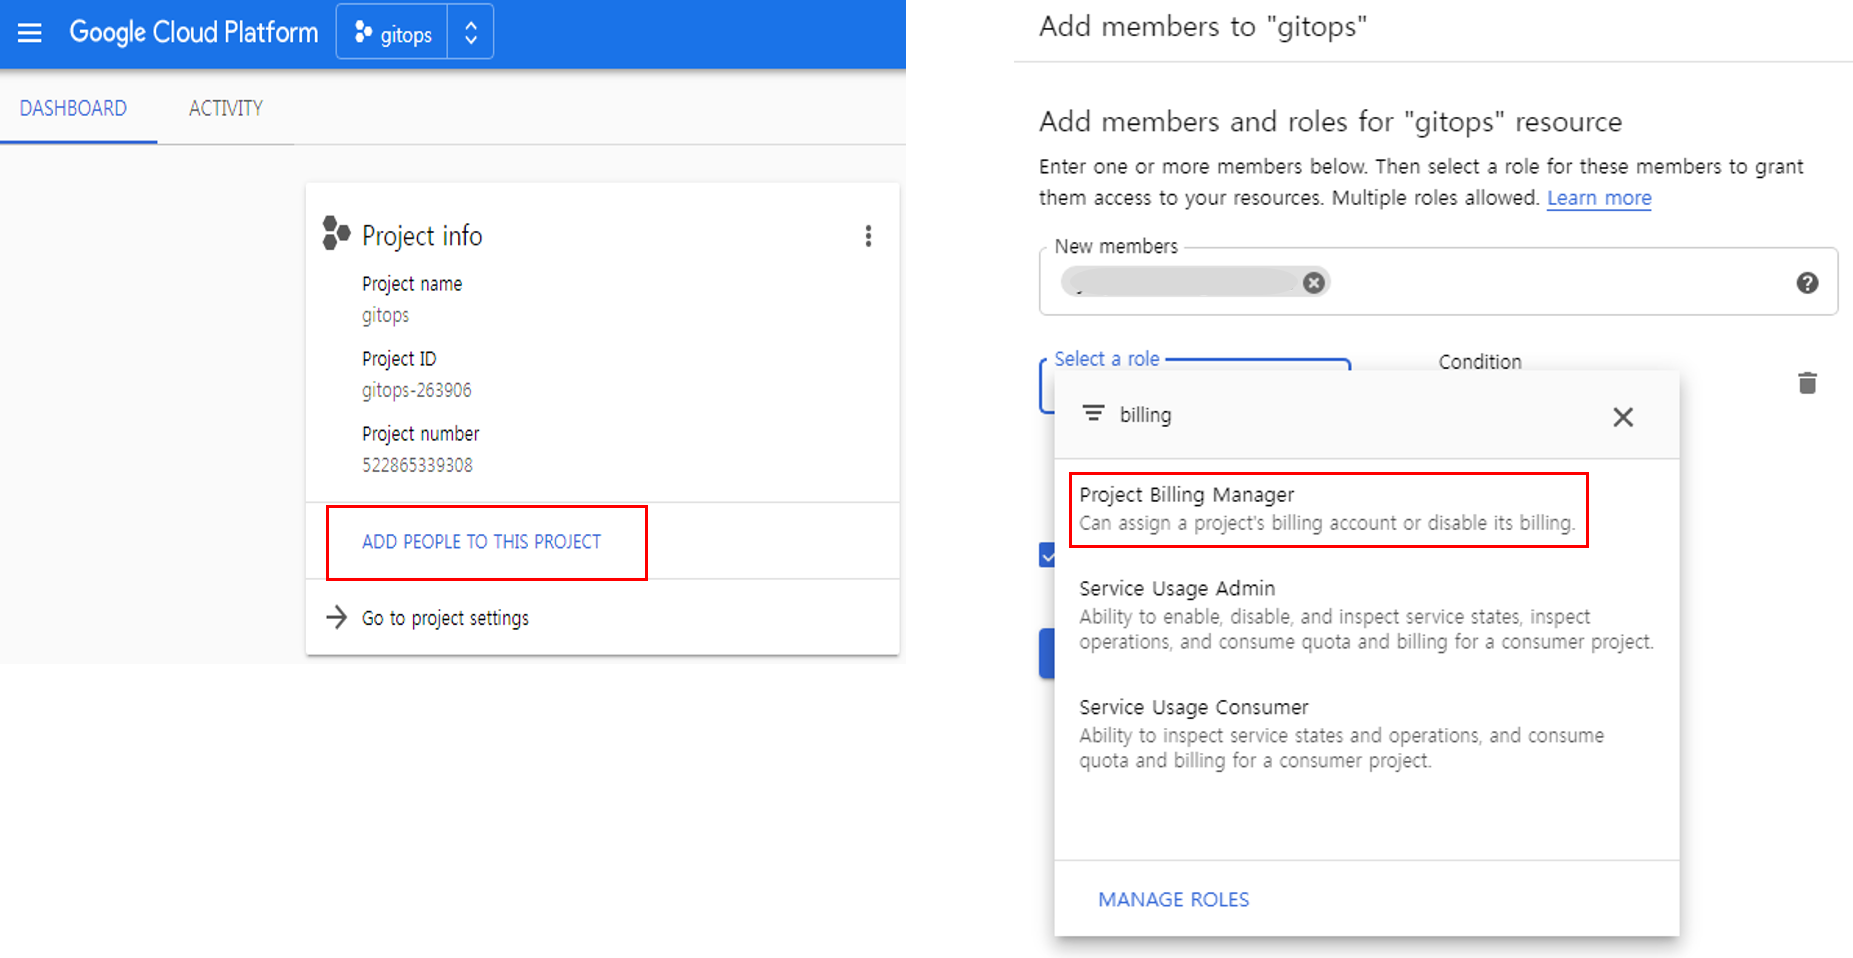 Google Cloud Platform
gitops
DASHBOARD
ACTIVITY
Project info
Project name
gitops
Project ID
gitops-263906
Project number
522865339308
ADD PEOPLE TO THIS PROJECT
Go to project settings
Add members to "gitops"
Add members and roles for "gitops" resource
Enter one or more members below. Then select a role for these members to grant
them access to your resources. Multiple roles allowed. Learn more
New members
Select a role
Condition
billing
Project Billing Manager
Can assign a project's billing account or disable its billing.
Service Usage Admin
Ability to enable, disable, and inspect service states, inspect
operations, and consume quota and billing for a consumer project.
Service Usage Consumer
Ability to inspect service states and operations, and consume
quota and billing for a consumer project.
MANAGE ROLES